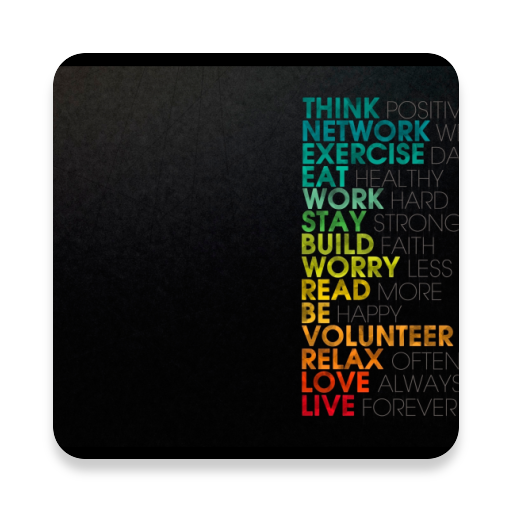 THINK POSITIV
NETWORK WE
EXERCISE DA
EAT HEALTHY
WORK HARD
STAY STRONG
BUILD FAITH
WORRY LESS
READ MORE
BE HAPPY
VOLUNTEER
RELAX OFTEN
LOVE ALWAYS
LIVE FOREVER